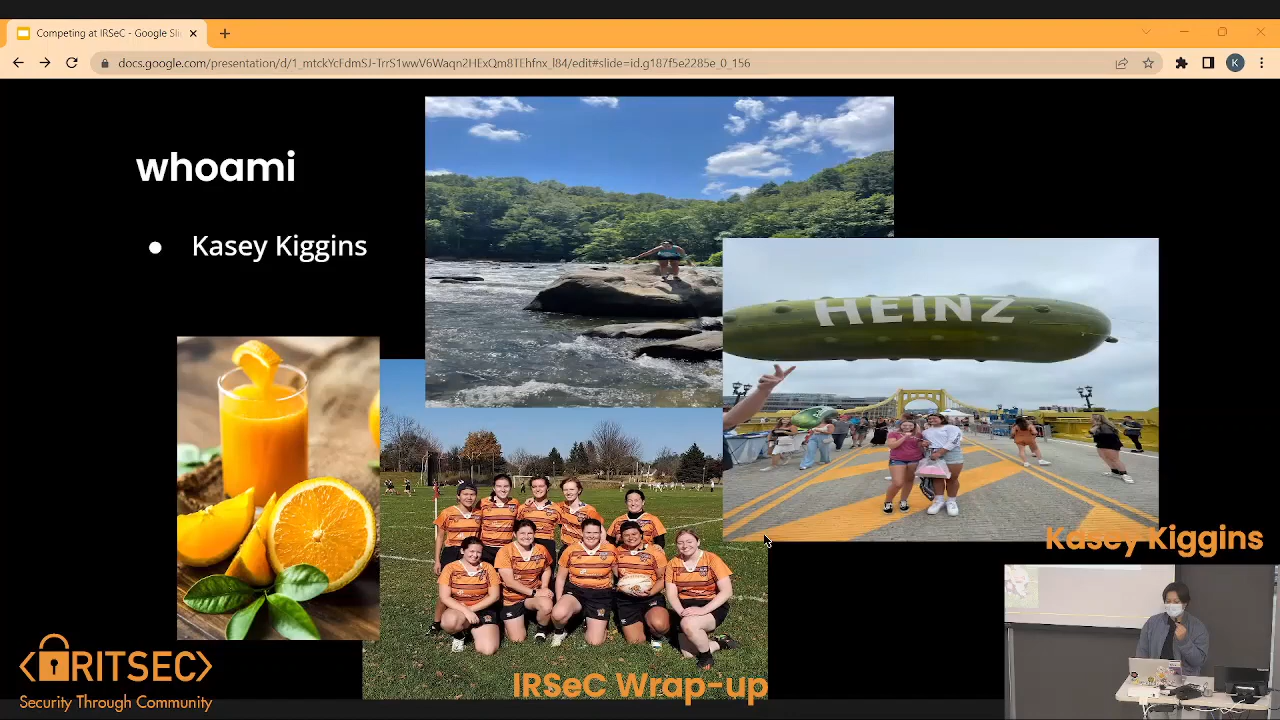 Competing at IRSeC - Google Sli
docs.google.com/presentation/d/1_mtckYcFdmSJ-TrrS1wwV6Waqn2HExQm8TEhfnx_l84/edit#slide=id.g187f5e2285e_0_156
K
whoami
● Kasey Kiggins
HEINZ
Kasey Kiggins
<RITSEC>
Security Through Community
IRSeC Wrap-up